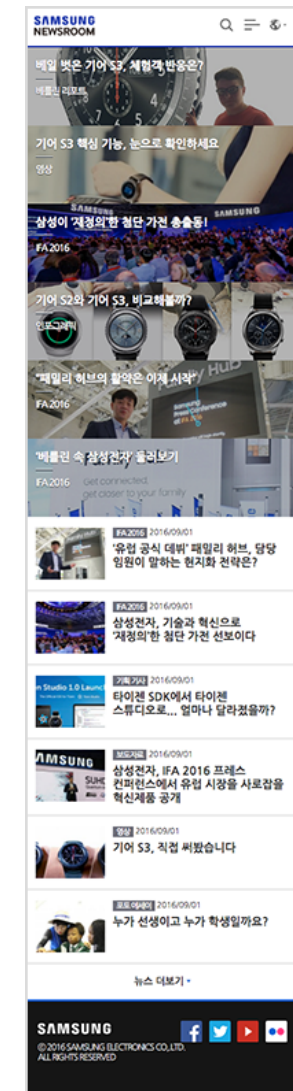 SAMSUNG
NEWSROOM
베일 벗은 기어 S3, 체험객 반응은?
베를린 리포트
기어 S3 핵심 기능, 눈으로 확인하세요
영상
SAMSUNG
SAMSUNG
삼성이 '재정의'한 첨단 가전 총출동!
IFA 2016
기어 S2와 기어 S3, 비교해볼까?
인포그래픽
"패밀리 허브의 활약은 이제 시작"
IFA 2016
'베를린 속 삼성전자' 둘러보기
IFA 2016
Get connected,
get closer to your family
IFA 2016 2016/09/01
'유럽 공식 데뷔' 패밀리 허브, 담당
임원이 말하는 현지화 전략은?
IFA 2016 2016/09/01
삼성전자, 기술과 혁신으로
'재정의'한 첨단 가전 선보이다
기획 기사 2016/09/01
타이젠 SDK에서 타이젠
스튜디오로... 얼마나 달라졌을까?
보도자료 2016/09/01
삼성전자, IFA 2016 프레스
컨퍼런스에서 유럽 시장을 사로잡을
혁신제품 공개
영상 2016/09/01
기어 S3, 직접 써봤습니다
포토 에세이 2016/09/01
누가 선생이고 누가 학생일까요?
뉴스 더보기
SAMSUNG
© 2016 SAMSUNG ELECTRONICS CO.,LTD.
ALL RIGHTS RESERVED